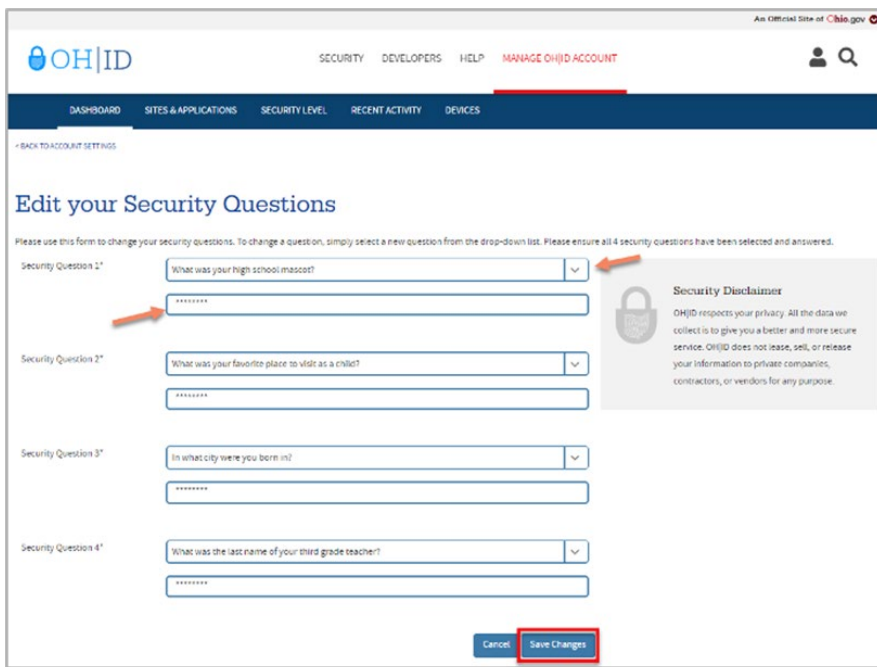 An Official Site of Ohio.gov
OH|ID
SECURITY DEVELOPERS HELP MANAGE OH|ID ACCOUNT
DASHBOARD SITES & APPLICATIONS SECURITY LEVEL RECENT ACTIVITY DEVICES
< BACK TO ACCOUNT SETTINGS
Edit your Security Questions
Please use this form to change your security questions. To change a question, simply select a new question from the drop-down list. Please ensure all 4 security questions have been selected and answered.
Security Question 1*
What was your high school mascot?
********
Security Disclaimer
OH|ID respects your privacy. All the data we
collect is to give you a better and more secure
service. OH|ID does not lease, sell, or release
your information to private companies,
contractors, or vendors for any purpose.
Security Question 2*
What was your favorite place to visit as a child?
********
Security Question 3*
In what city were you born in?
********
Security Question 4*
What was the last name of your third grade teacher?
********
Cancel Save Changes